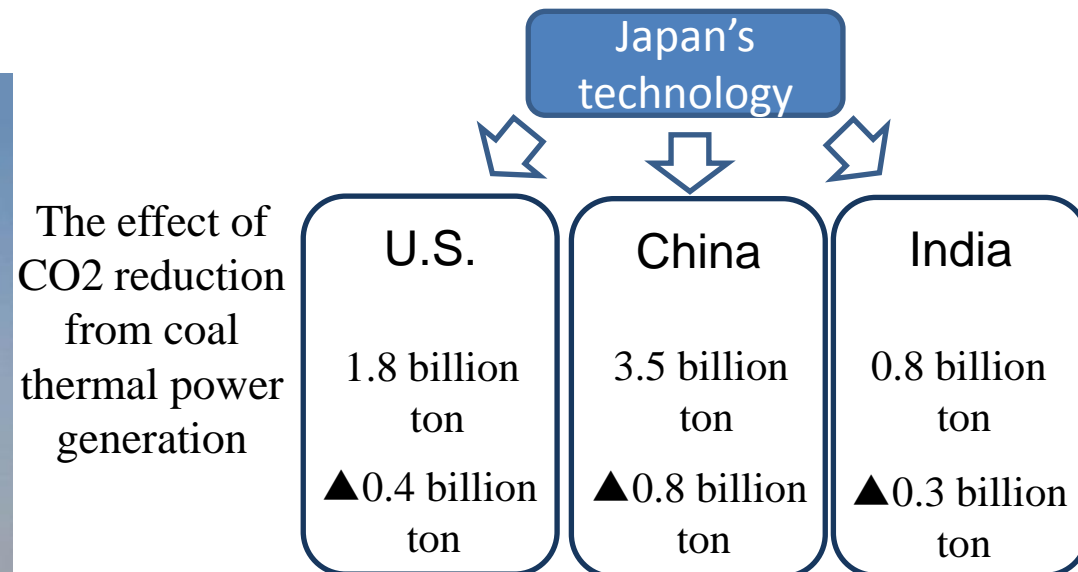 Japan's
technology
The effect of
CO2 reduction
from coal
thermal power
generation
U.S.
1.8 billion
ton
▲0.4 billion
ton
China
3.5 billion
ton
▲0.8 billion
ton
India
0.8 billion
ton
▲0.3 billion
ton